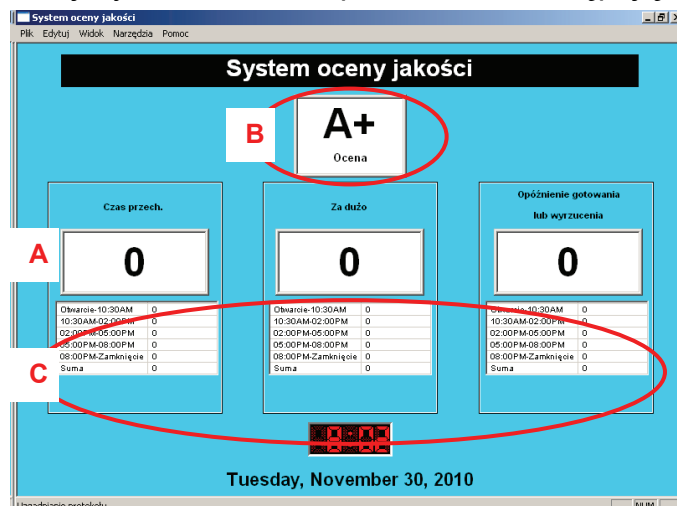 System oceny jakości
Plik Edytuj Widok Narzędzia Pomoc
System oceny jakości
B
A+
Ocena
Czas przech.
Za dużo
Opóźnienie gotowania
lub wyrzucenia
A
0
0
0
Otwarcie-10:30AM 0
10:30AM-02:00PM 0
02:00PM-05:00PM 0
05:00PM-08:00PM 0
08:00PM-Zamknięcie 0
Suma 0
Otwarcie-10:30AM 0
10:30AM-02:00PM 0
02:00PM-05:00PM 0
05:00PM-08:00PM 0
08:00PM-Zamknięcie 0
Suma 0
Otwarcie-10:30AM 0
10:30AM-02:00PM 0
02:00PM-05:00PM 0
05:00PM-08:00PM 0
08:00PM-Zamknięcie 0
Suma 0
C
Tuesday, November 30, 2010
Uzgadnianie protokołu
NUM